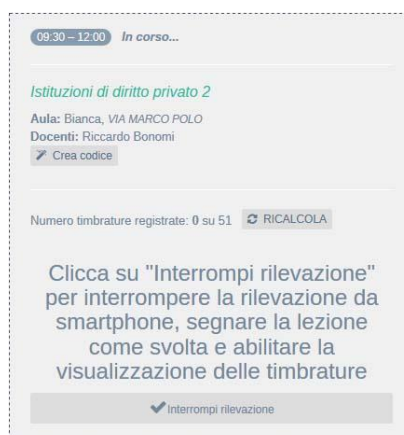 09:30 – 12:00 In corso...
Istituzioni di diritto privato 2
Aula: Bianca, VIA MARCO POLO
Docenti: Riccardo Bonomi
Crea codice
Numero timbrature registrate: 0 su 51 RICALCOLA
Clicca su "Interrompi rilevazione"
per interrompere la rilevazione da
smartphone, segnare la lezione
come svolta e abilitare la
visualizzazione delle timbrature
Interrompi rilevazione